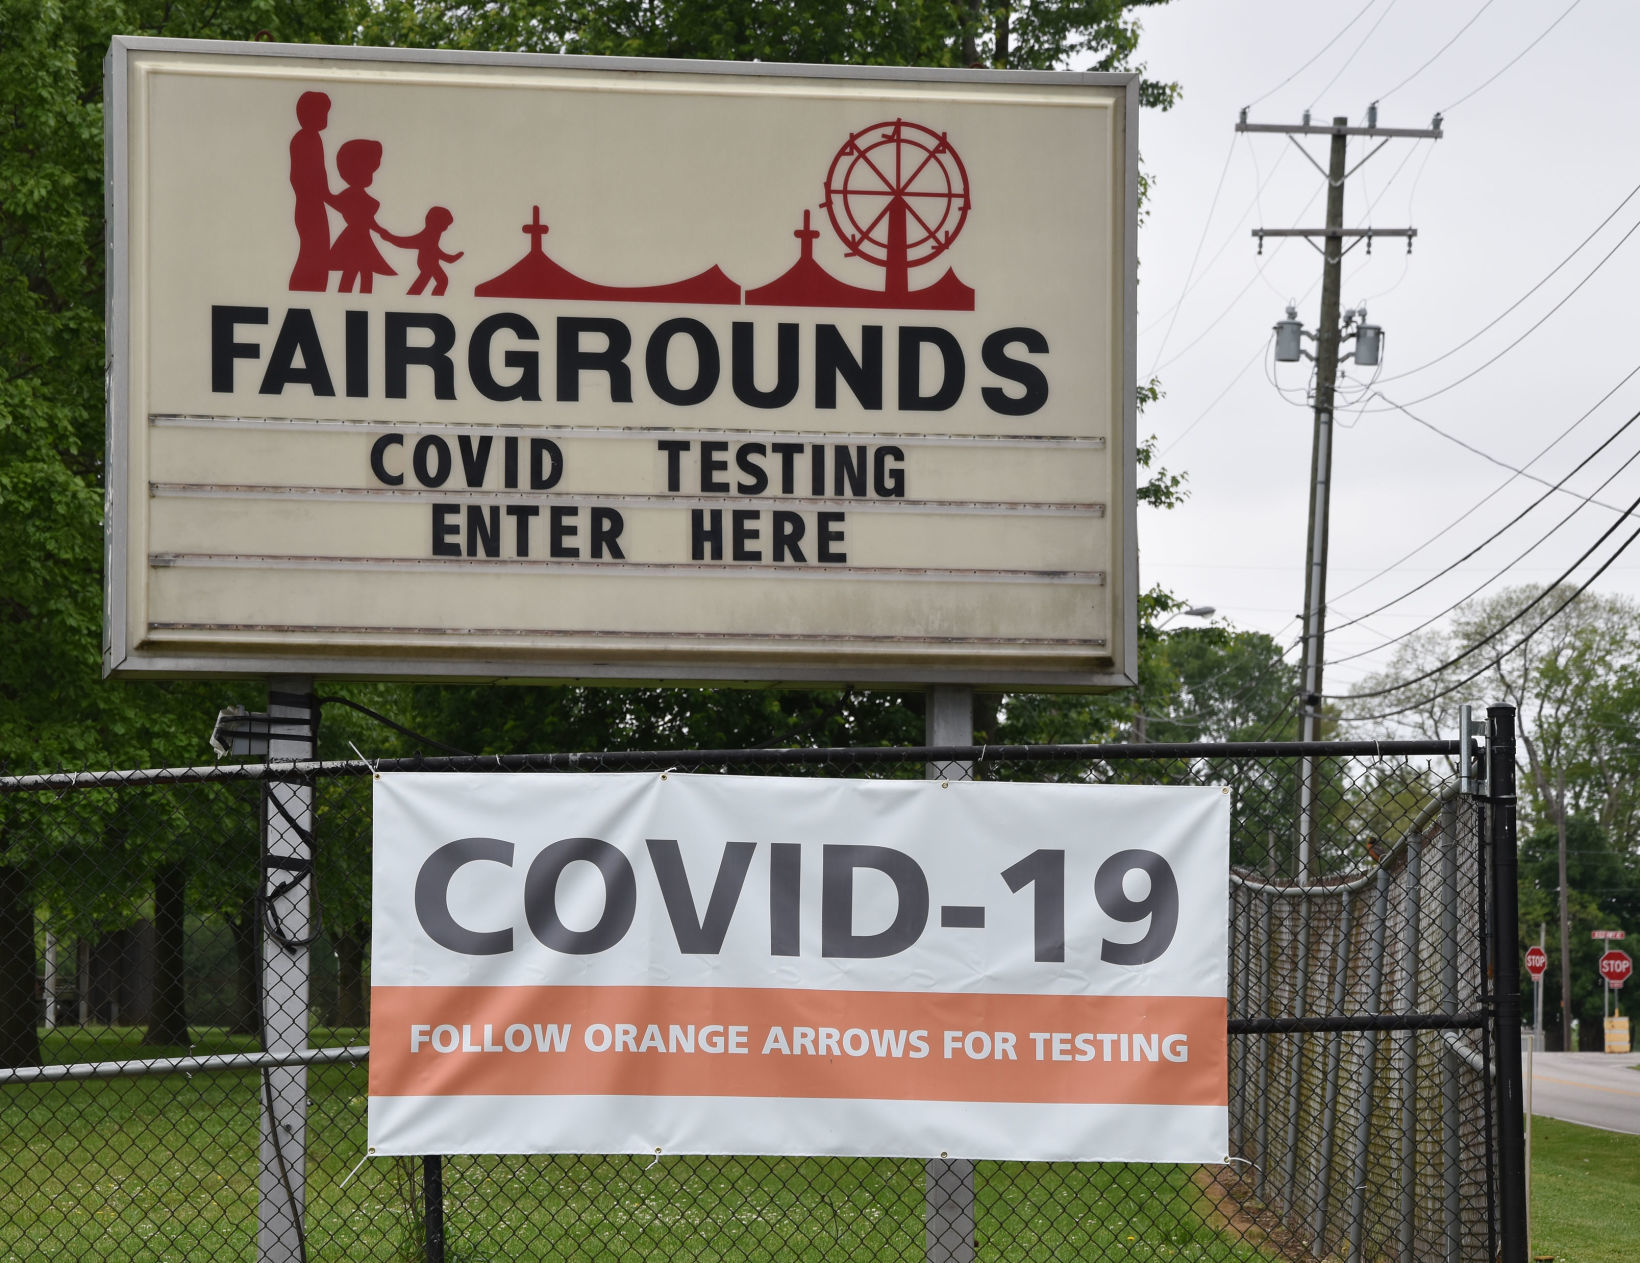 FAIRGROUNDS
COVID TESTING
ENTER HERE
COVID-19
FOLLOW ORANGE ARROWS FOR TESTING
STOP
STOP